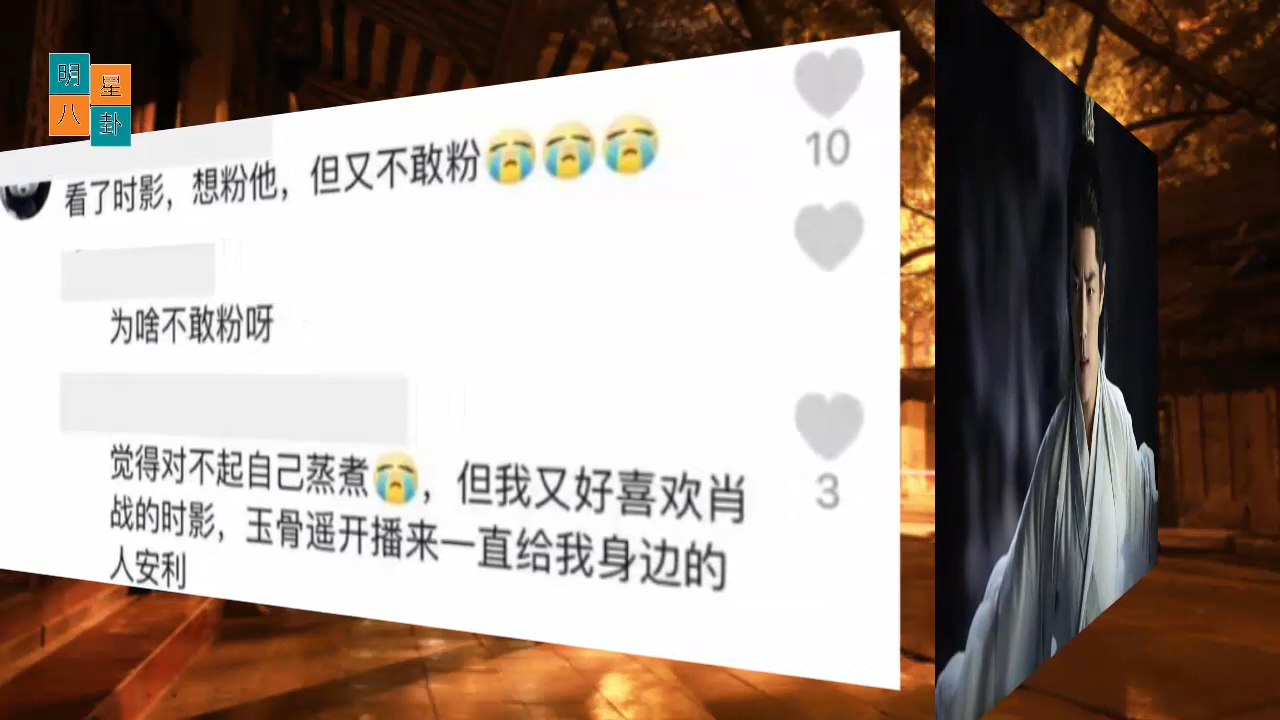 明星
八卦
看了时影，想粉他，但又不敢粉😭😭😭
10
为啥不敢粉呀
觉得对不起自己蒸煮😭，但我又好喜欢肖
战的时影，玉骨遥开播来一直给我身边的
人安利
3